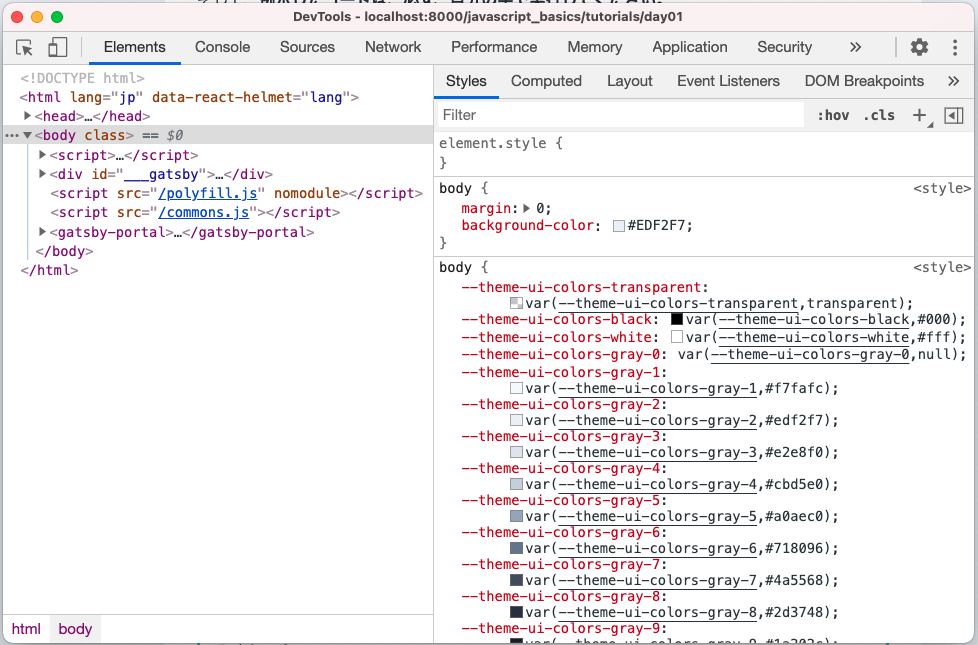 DevTools - localhost:8000/javascript_basics/tutorials/day01
Elements Console Sources Network Performance Memory Application Security »
<!DOCTYPE html>
<html lang="jp" data-react-helmet="lang">
<head>…</head>
<body class> == $0
<script>…</script>
<div id="___gatsby">…</div>
<script src="/polyfill.js" nomodule></script>
<script src="/commons.js"></script>
<gatsby-portal>…</gatsby-portal>
</body>
</html>
html body
Styles Computed Layout Event Listeners DOM Breakpoints »
Filter :hov .cls +
element.style {
}
body { <style>
margin: 0;
background-color: #EDF2F7;
}
body { <style>
--theme-ui-colors-transparent:
var(--theme-ui-colors-transparent,transparent);
--theme-ui-colors-black: var(--theme-ui-colors-black,#000);
--theme-ui-colors-white: var(--theme-ui-colors-white,#fff);
--theme-ui-colors-gray-0: var(--theme-ui-colors-gray-0,null);
--theme-ui-colors-gray-1:
var(--theme-ui-colors-gray-1,#f7fafc);
--theme-ui-colors-gray-2:
var(--theme-ui-colors-gray-2,#edf2f7);
--theme-ui-colors-gray-3:
var(--theme-ui-colors-gray-3,#e2e8f0);
--theme-ui-colors-gray-4:
var(--theme-ui-colors-gray-4,#cbd5e0);
--theme-ui-colors-gray-5:
var(--theme-ui-colors-gray-5,#a0aec0);
--theme-ui-colors-gray-6:
var(--theme-ui-colors-gray-6,#718096);
--theme-ui-colors-gray-7:
var(--theme-ui-colors-gray-7,#4a5568);
--theme-ui-colors-gray-8:
var(--theme-ui-colors-gray-8,#2d3748);
--theme-ui-colors-gray-9: